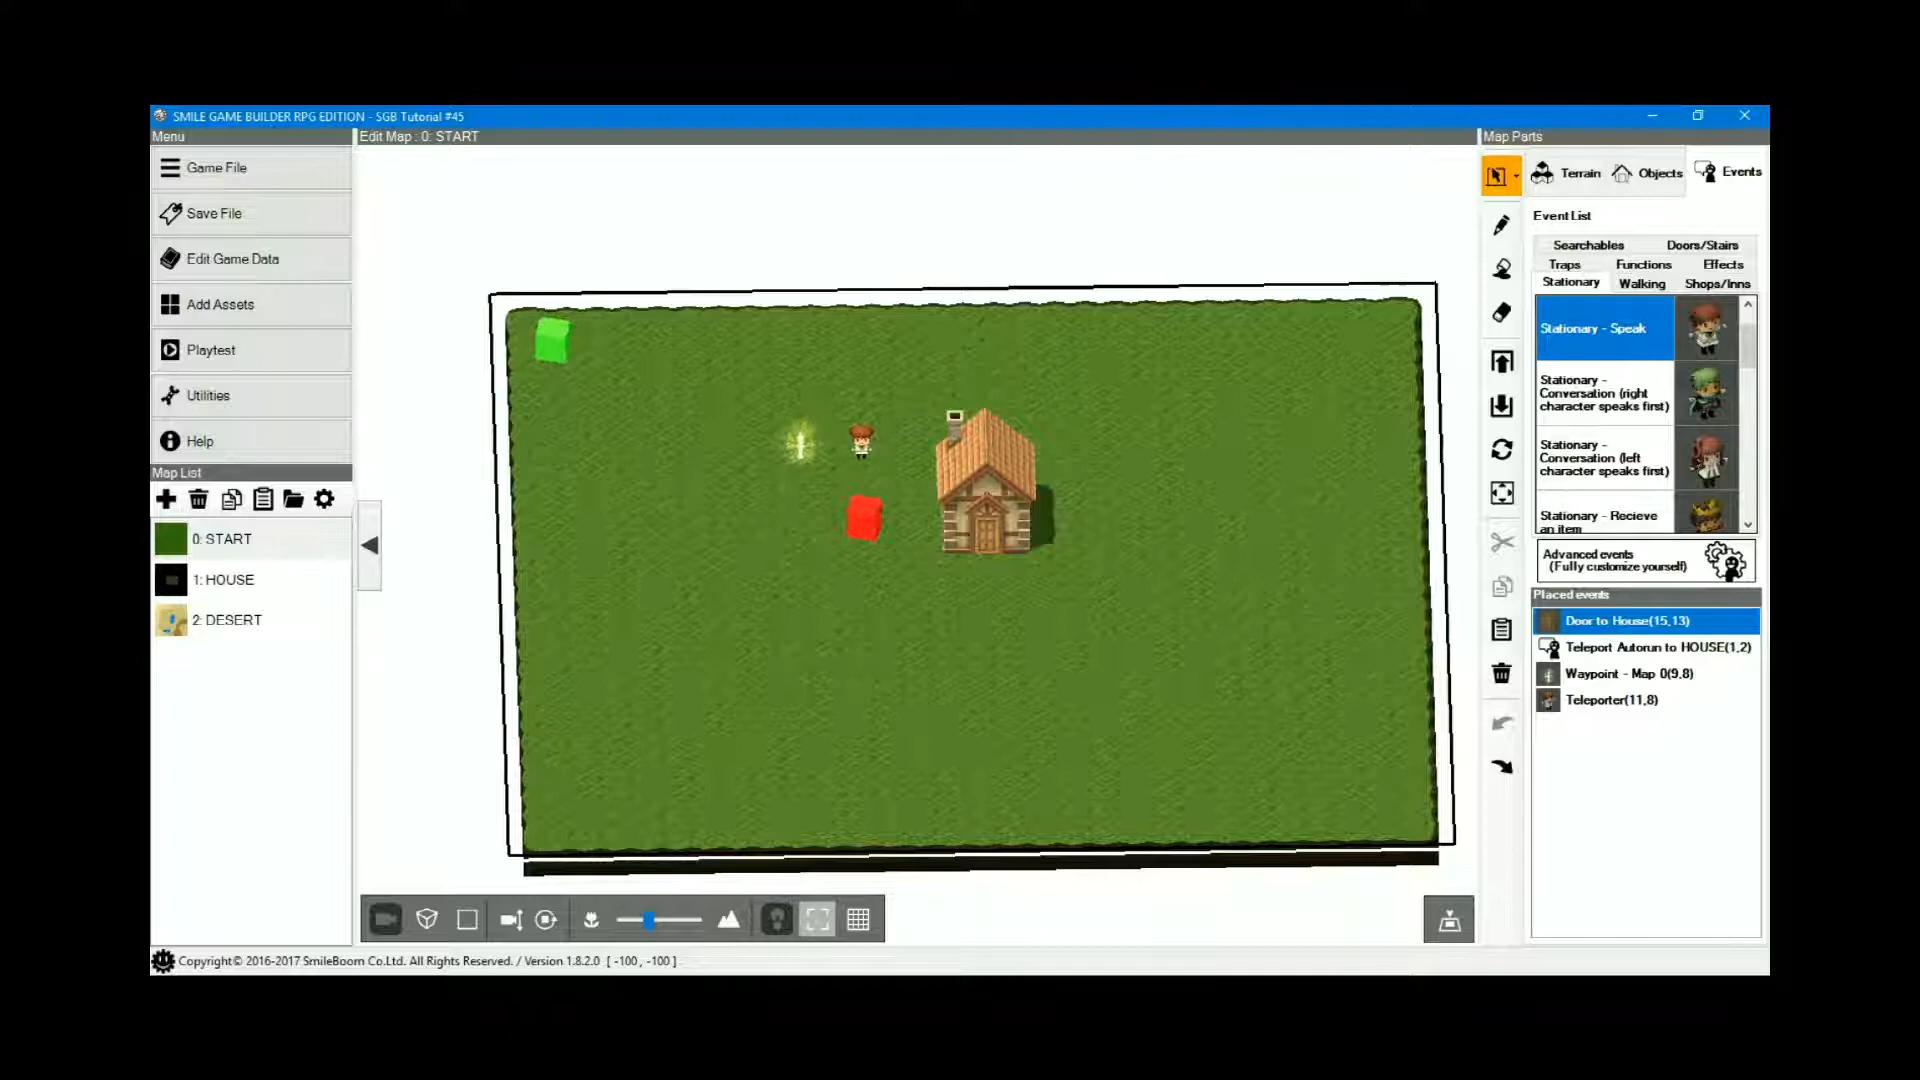 SMILE GAME BUILDER RPG EDITION - SGB Tutorial #45
Menu
Edit Map : 0: START
Map Parts
Game File
Save File
Edit Game Data
Add Assets
Playtest
Utilities
Help
Map List
0: START
1: HOUSE
2: DESERT
Terrain
Objects
Events
Event List
Searchables
Doors/Stairs
Traps
Functions
Effects
Stationary
Walking
Shops/Inns
Stationary - Speak
Stationary -
Conversation (right
character speaks first)
Stationary -
Conversation (left
character speaks first)
Stationary - Recieve
an item
Advanced events
(Fully customize yourself)
Placed events
Door to House(15,13)
Teleport Autorun to HOUSE(1,2)
Waypoint - Map 0(9,8)
Teleporter(11,8)
Copyright© 2016-2017 SmileBoom Co.Ltd. All Rights Reserved. / Version 1.8.2.0 [ -100 , -100 ]